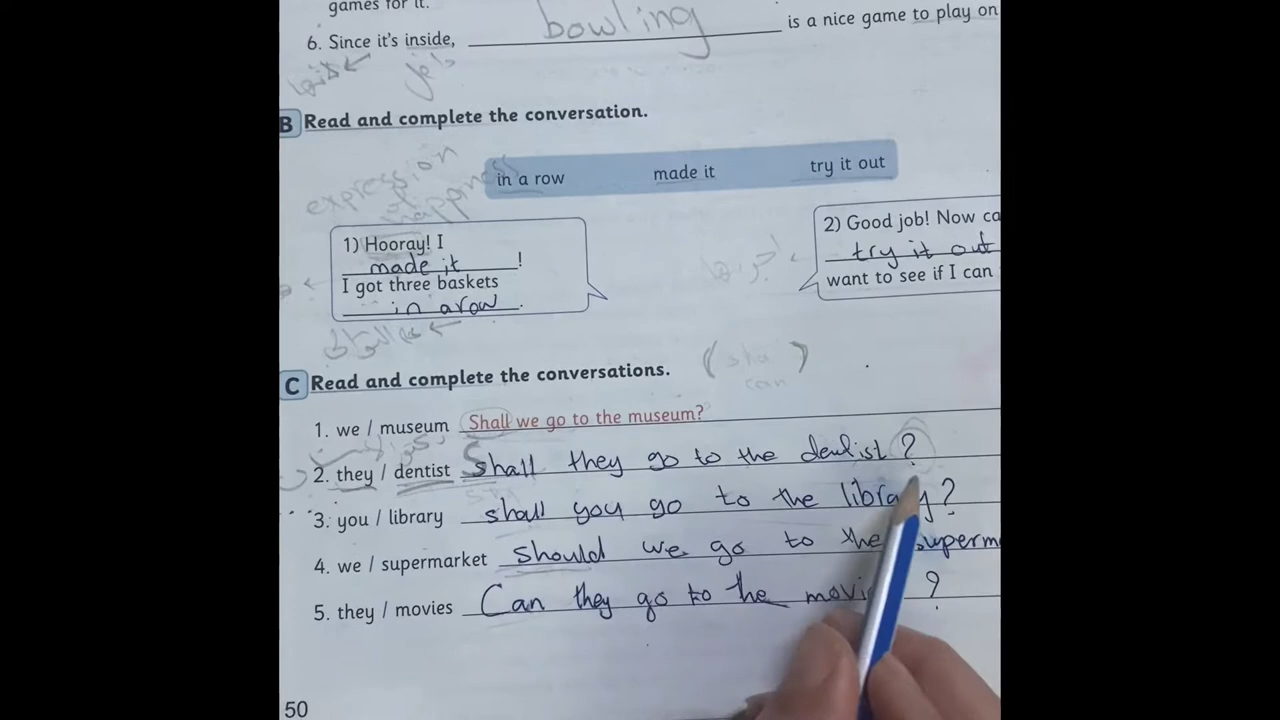 games for it.
6. Since it's inside, bowling is a nice game to play on
B Read and complete the conversation.
expression
of
happiness
in a row made it try it out
1) Hooray! I
made it !
I got three baskets
in a row.
2) Good job! Now ca
try it out
want to see if I can
C Read and complete the conversations.
(sha
can)
1. we / museum Shall we go to the museum?
2. they / dentist Shall they go to the dentist?
3. you / library shall you go to the library?
4. we / supermarket should we go to the superm
5. they / movies Can they go to the movi ?
50